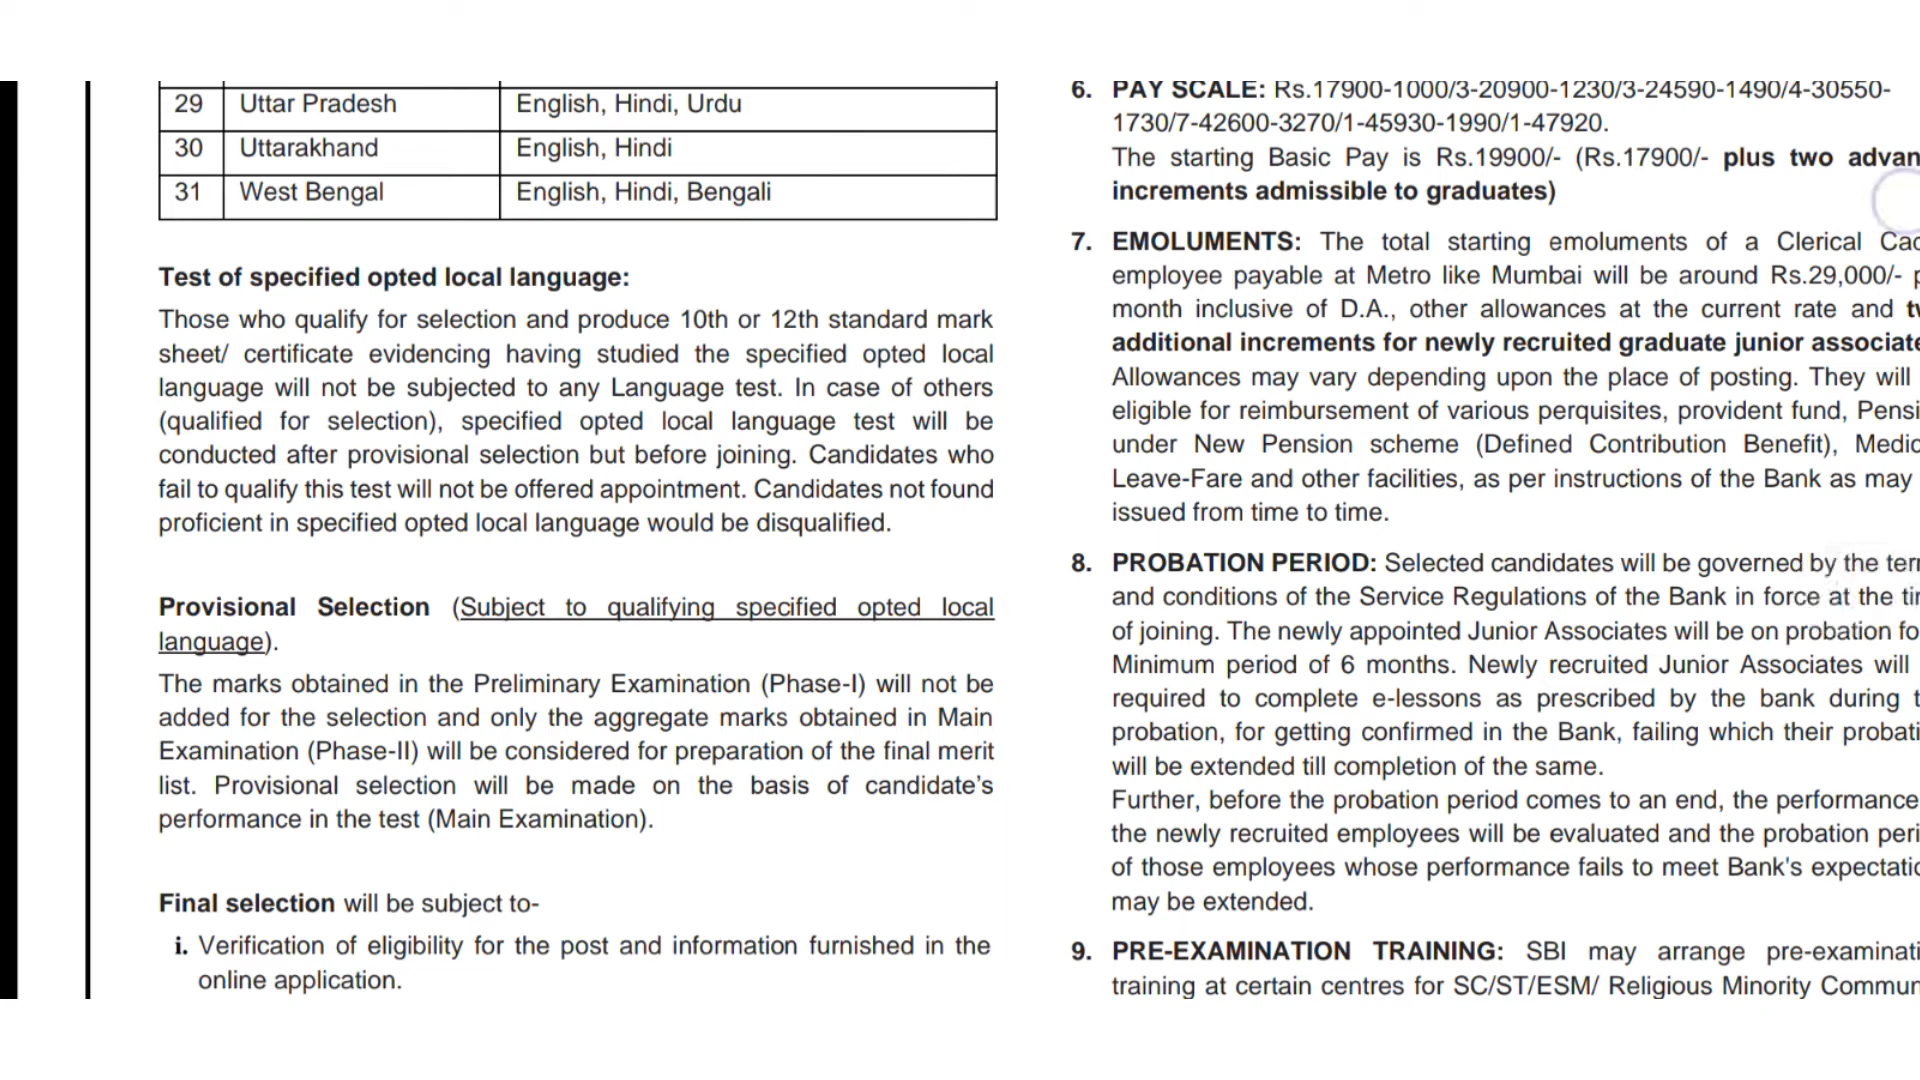 29 Uttar Pradesh English, Hindi, Urdu
30 Uttarakhand English, Hindi
31 West Bengal English, Hindi, Bengali
Test of specified opted local language:
Those who qualify for selection and produce 10th or 12th standard mark
sheet/ certificate evidencing having studied the specified opted local
language will not be subjected to any Language test. In case of others
(qualified for selection), specified opted local language test will be
conducted after provisional selection but before joining. Candidates who
fail to qualify this test will not be offered appointment. Candidates not found
proficient in specified opted local language would be disqualified.
Provisional Selection (Subject to qualifying specified opted local
language).
The marks obtained in the Preliminary Examination (Phase-I) will not be
added for the selection and only the aggregate marks obtained in Main
Examination (Phase-II) will be considered for preparation of the final merit
list. Provisional selection will be made on the basis of candidate’s
performance in the test (Main Examination).
Final selection will be subject to-
i. Verification of eligibility for the post and information furnished in the
online application.
6. PAY SCALE: Rs.17900-1000/3-20900-1230/3-24590-1490/4-30550-
1730/7-42600-3270/1-45930-1990/1-47920.
The starting Basic Pay is Rs.19900/- (Rs.17900/- plus two
increments admissible to graduates)
7. EMOLUMENTS: The total starting emoluments of a Clerical
employee payable at Metro like Mumbai will be around Rs.29,000/-
month inclusive of D.A., other allowances at the current rate and
additional increments for newly recruited graduate junior
Allowances may vary depending upon the place of posting. They will
eligible for reimbursement of various perquisites, provident fund,
under New Pension scheme (Defined Contribution Benefit),
Leave-Fare and other facilities, as per instructions of the Bank as may
issued from time to time.
8. PROBATION PERIOD: Selected candidates will be governed by the
and conditions of the Service Regulations of the Bank in force at the
of joining. The newly appointed Junior Associates will be on probation
Minimum period of 6 months. Newly recruited Junior Associates will
required to complete e-lessons as prescribed by the bank during
probation, for getting confirmed in the Bank, failing which their
will be extended till completion of the same.
Further, before the probation period comes to an end, the performance
the newly recruited employees will be evaluated and the probation
of those employees whose performance fails to meet Bank's
may be extended.
9. PRE-EXAMINATION TRAINING: SBI may arrange
training at certain centres for SC/ST/ESM/ Religious Minority